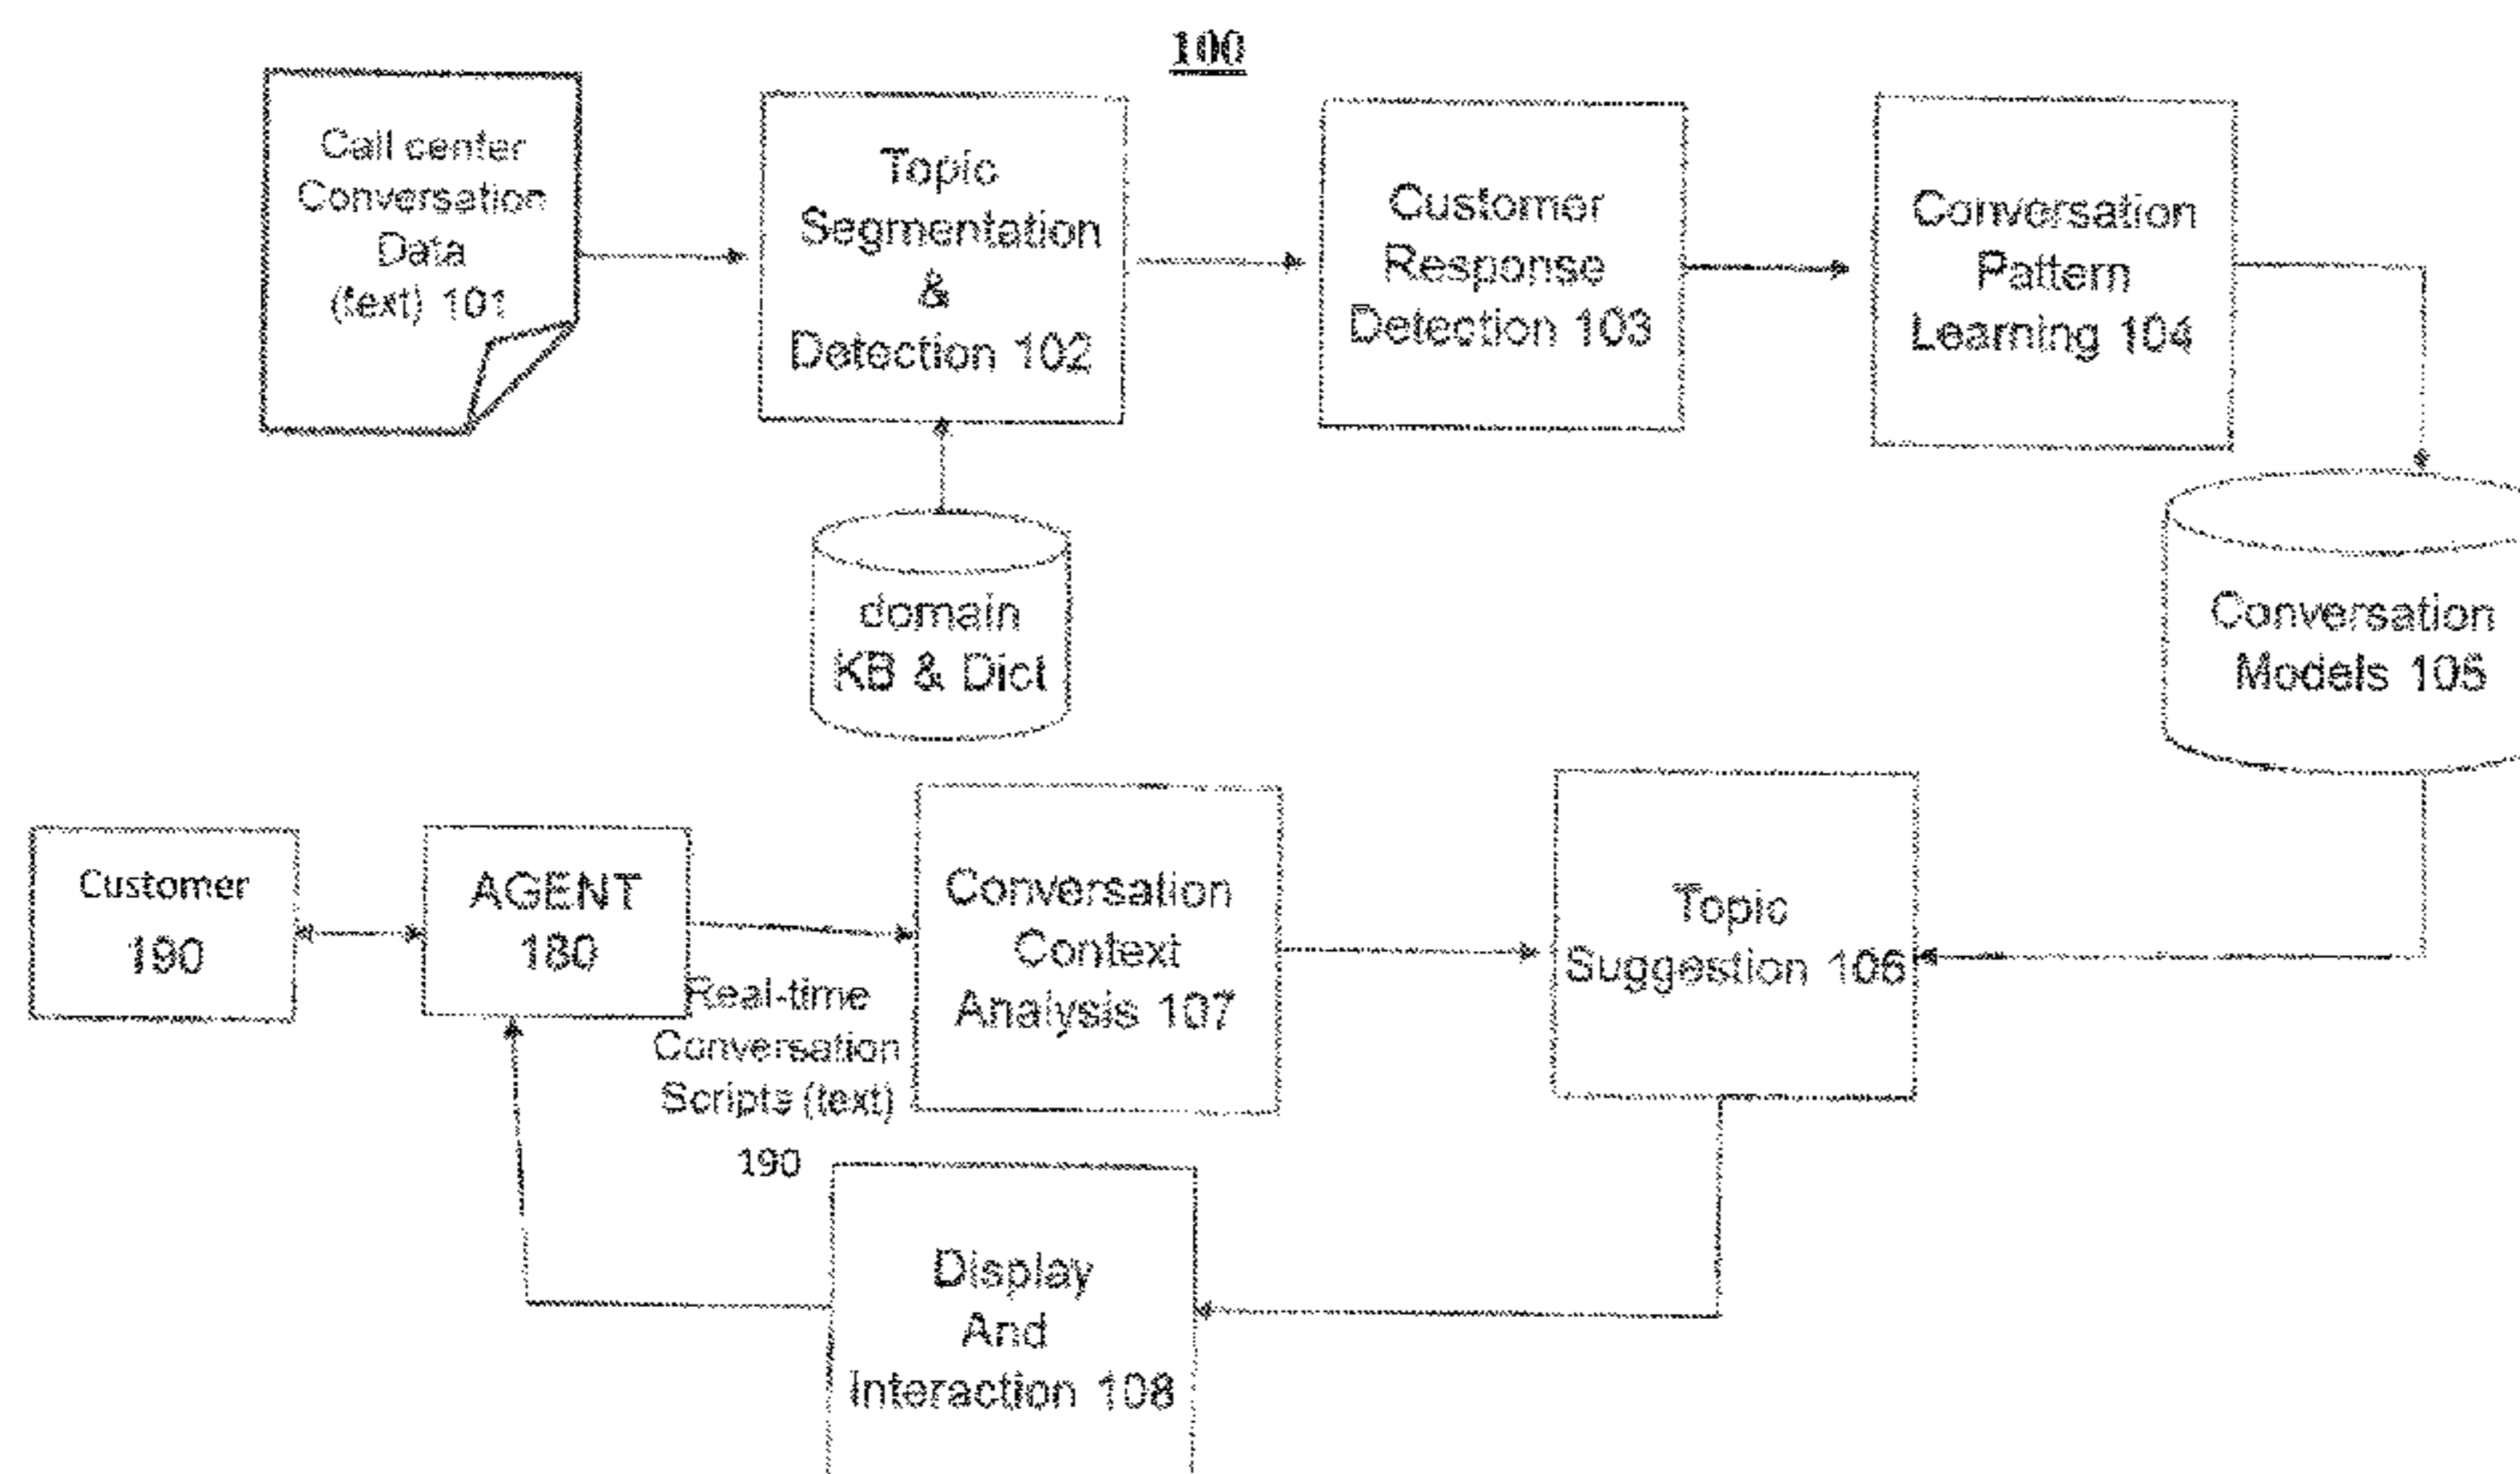 100
Call center
Conversation
Data
(text) 101
Topic
Segmentation
&
Detection 102
Customer
Response
Detection 103
Conversation
Pattern
Learning 104
domain
KB & Dict
Conversation
Models 105
Customer
190
AGENT
180
Real-time
Conversation
Scripts (text)
190
Conversation
Context
Analysis 107
Topic
Suggestion 106
Display
And
Interaction 108